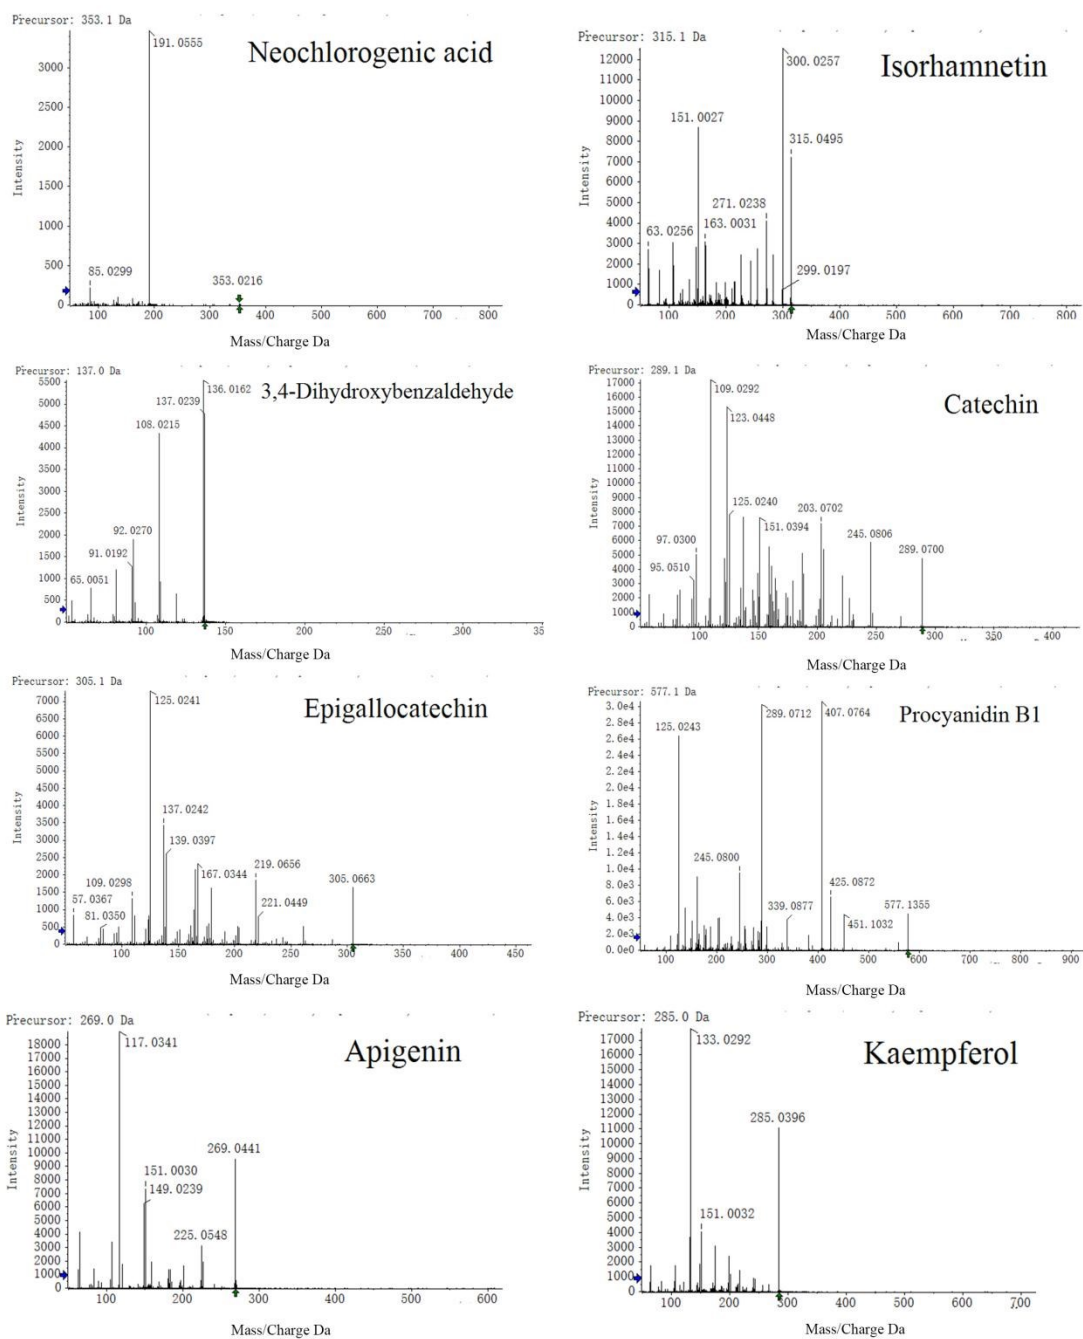 Precursor: 353.1 Da
Neochlorogenic acid
191.0555
3000
2500
2000
1500
1000
500
0
85.0299
353.0216
Intensity
100 200 300 400 500 600 700 800
Mass/Charge Da
Precursor: 315.1 Da
Isorhamnetin
300.0257
12000
11000
10000
9000
8000
7000
6000
5000
4000
3000
2000
1000
0
151.0027
315.0495
271.0238
163.0031
63.0256
299.0197
Intensity
100 200 300 400 500 600 700 800
Mass/Charge Da
Precursor: 137.0 Da
3,4-Dihydroxybenzaldehyde
5500
5000
4500
4000
3500
3000
2500
2000
1500
1000
500
0
136.0162
137.0239
108.0215
92.0270
91.0192
65.0051
Intensity
100 150 200 250 300 35
Mass/Charge Da
Precursor: 289.1 Da
Catechin
17000
16000
15000
14000
13000
12000
11000
10000
9000
8000
7000
6000
5000
4000
3000
2000
1000
0
109.0292
123.0448
125.0240
151.0394
203.0702
97.0300
95.0510
245.0806
289.0700
Intensity
100 150 200 250 300 350 400
Mass/Charge Da
Precursor: 305.1 Da
Epigallocatechin
7000
6500
6000
5500
5000
4500
4000
3500
3000
2500
2000
1500
1000
500
0
125.0241
137.0242
139.0397
167.0344
219.0656
109.0298
57.0367
81.0350
221.0449
305.0663
Intensity
100 150 200 250 300 350 400 450
Mass/Charge Da
Precursor: 577.1 Da
Procyanidin B1
3.0e4
2.8e4
2.6e4
2.4e4
2.2e4
2.0e4
1.8e4
1.6e4
1.4e4
1.2e4
1.0e4
8.0e3
6.0e3
4.0e3
2.0e3
0.0e0
289.0712
407.0764
125.0243
245.0800
425.0872
339.0877
451.1032
577.1355
Intensity
100 200 300 400 500 600 700 800 900
Mass/Charge Da
Precursor: 269.0 Da
Apigenin
18000
17000
16000
15000
14000
13000
12000
11000
10000
9000
8000
7000
6000
5000
4000
3000
2000
1000
0
117.0341
269.0441
151.0030
149.0239
225.0548
Intensity
100 200 300 400 500 600
Mass/Charge Da
Precursor: 285.0 Da
Kaempferol
17000
16000
15000
14000
13000
12000
11000
10000
9000
8000
7000
6000
5000
4000
3000
2000
1000
0
133.0292
285.0396
151.0032
Intensity
100 200 300 400 500 600 700
Mass/Charge Da